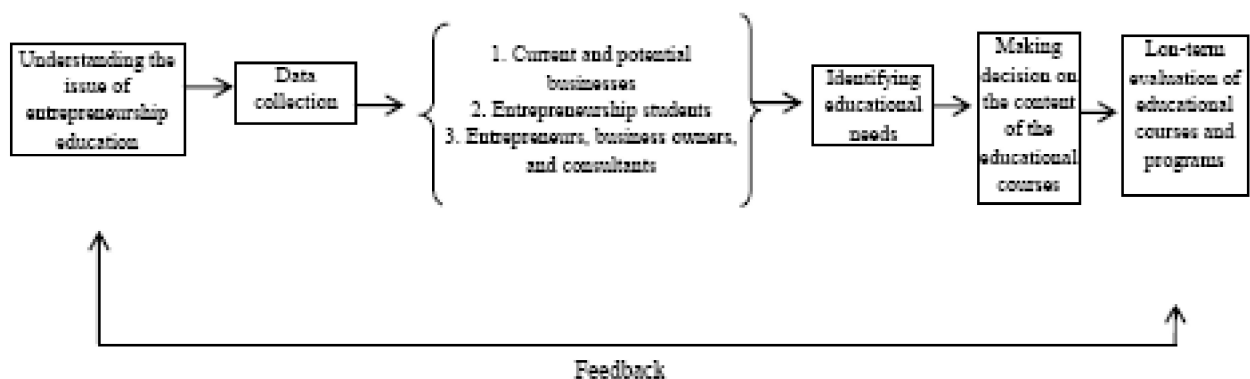 Understanding the
issue of
entrepreneurship
education
Data
collection
1. Current and potential
businesses
2. Entrepreneurship students
3. Entrepreneurs, business owners,
and consultants
Identifying
educational
needs
Making
decision on
the content
of the
educational
courses
Lon-term
evaluation of
educational
courses and
programs
Feedback